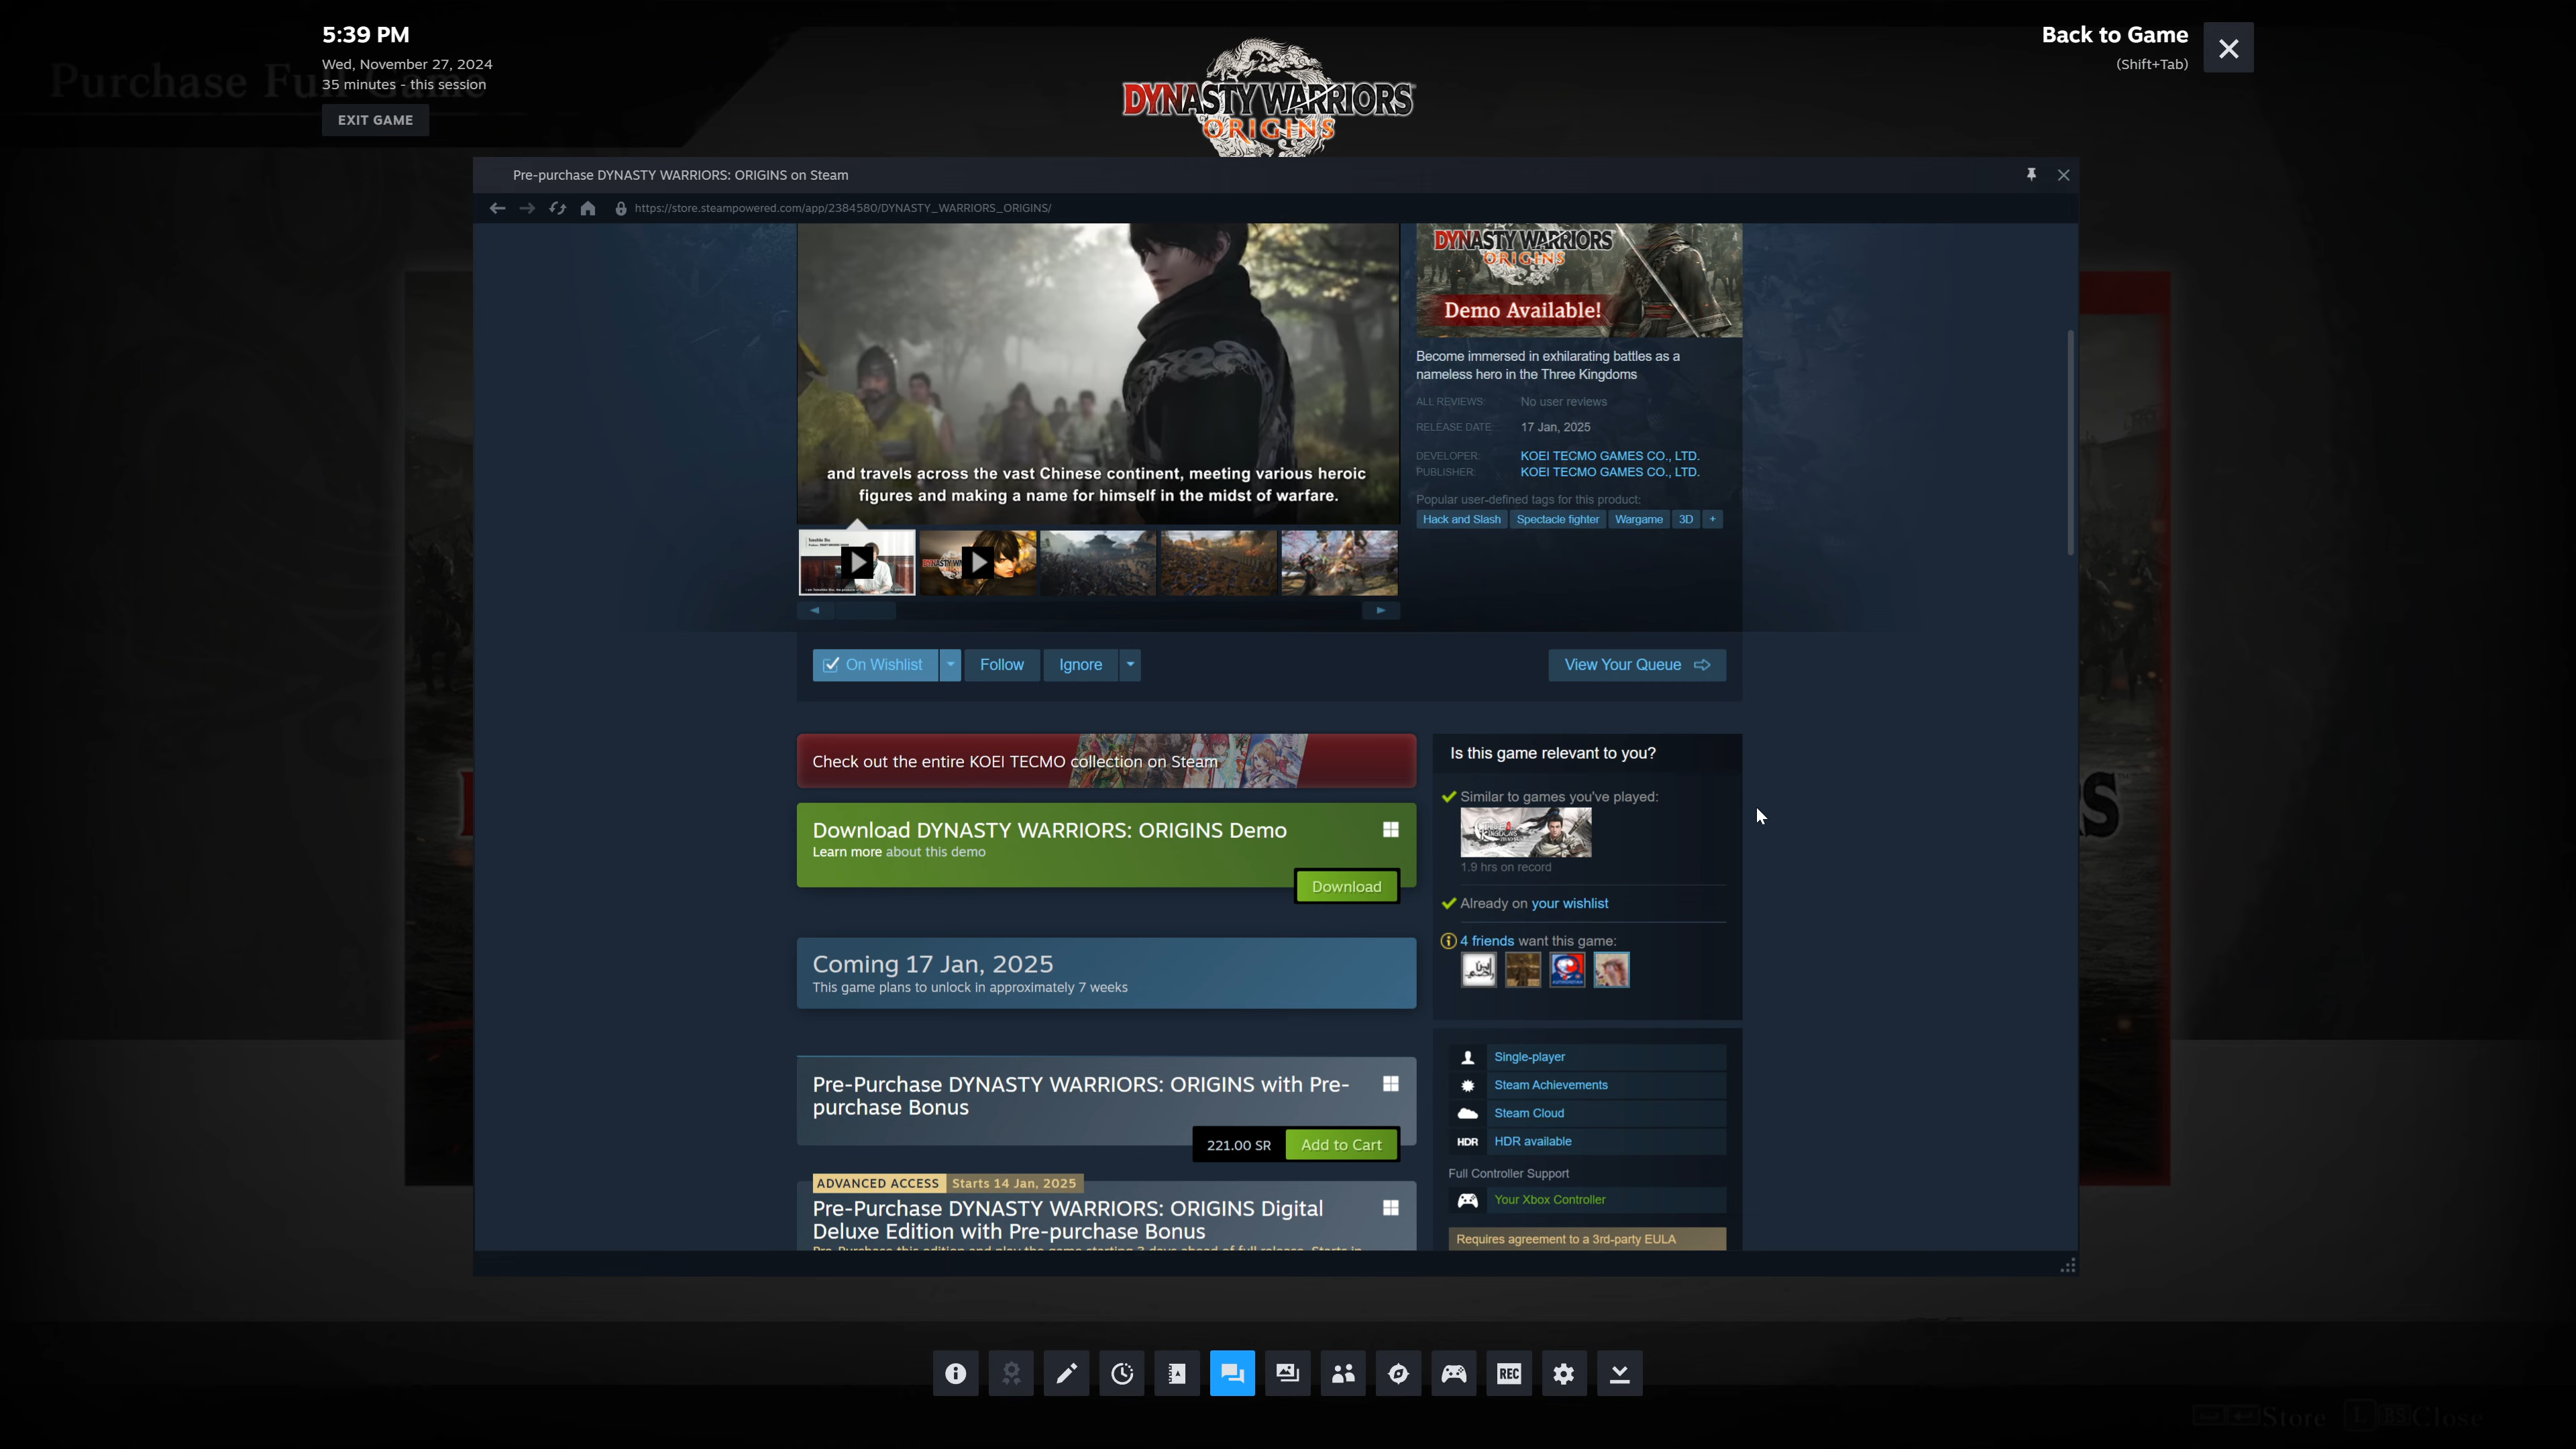 5:39 PM
Wed, November 27, 2024
35 minutes - this session
EXIT GAME
Purchase Full Game
DYNASTY WARRIORS
ORIGINS
Back to Game
(Shift+Tab)
Pre-purchase DYNASTY WARRIORS: ORIGINS on Steam
https://store.steampowered.com/app/2384580/DYNASTY_WARRIORS_ORIGINS/
and travels across the vast Chinese continent, meeting various heroic
figures and making a name for himself in the midst of warfare.
DYNASTY WARRIORS
ORIGINS
Demo Available!
Become immersed in exhilarating battles as a
nameless hero in the Three Kingdoms
ALL REVIEWS: No user reviews
RELEASE DATE: 17 Jan, 2025
DEVELOPER: KOEI TECMO GAMES CO., LTD.
PUBLISHER: KOEI TECMO GAMES CO., LTD.
Popular user-defined tags for this product:
Hack and Slash Spectacle fighter Wargame 3D +
On Wishlist Follow Ignore View Your Queue
Check out the entire KOEI TECMO collection on Steam
Download DYNASTY WARRIORS: ORIGINS Demo
Learn more about this demo
Download
Coming 17 Jan, 2025
This game plans to unlock in approximately 7 weeks
Pre-Purchase DYNASTY WARRIORS: ORIGINS with Pre-
purchase Bonus
221.00 SR Add to Cart
ADVANCED ACCESS Starts 14 Jan, 2025
Pre-Purchase DYNASTY WARRIORS: ORIGINS Digital
Deluxe Edition with Pre-purchase Bonus
Is this game relevant to you?
Similar to games you've played:
1.9 hrs on record
Already on your wishlist
4 friends want this game:
Single-player
Steam Achievements
Steam Cloud
HDR HDR available
Full Controller Support
Your Xbox Controller
Requires agreement to a 3rd-party EULA
REC
Store
Close